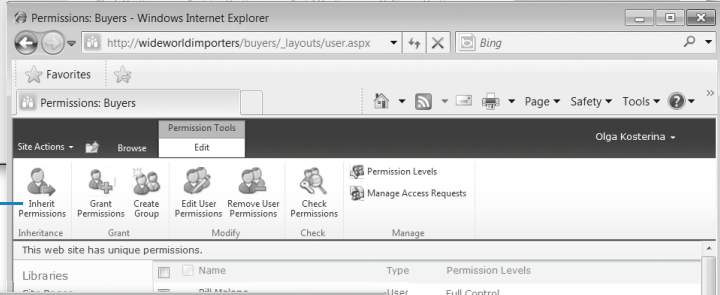 Permissions: Buyers - Windows Internet Explorer
http://wideworldimporters/buyers/_layouts/user.aspx
Bing
Favorites
Permissions: Buyers
Page Safety Tools
Permission Tools
Olga Kosterina
Site Actions Browse Edit
Inherit Permissions
Grant Permissions
Create Group
Edit User Permissions
Remove User Permissions
Check Permissions
Permission Levels
Manage Access Requests
Inheritance Grant Modify Check Manage
This web site has unique permissions.
Libraries Name Type Permission Levels
User Full Control